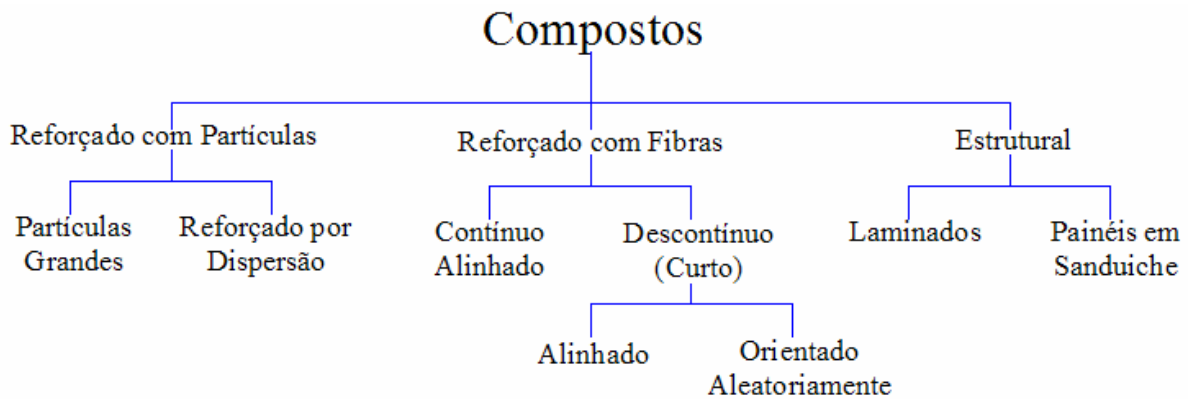 Compostos
Reforçado com Partículas
Reforçado com Fibras
Estrutural
Partículas
Grandes
Reforçado por
Dispersão
Contínuo
Alinhado
Descontínuo
(Curto)
Laminados
Painéis em
Sanduiche
Alinhado
Orientado
Aleatoriamente